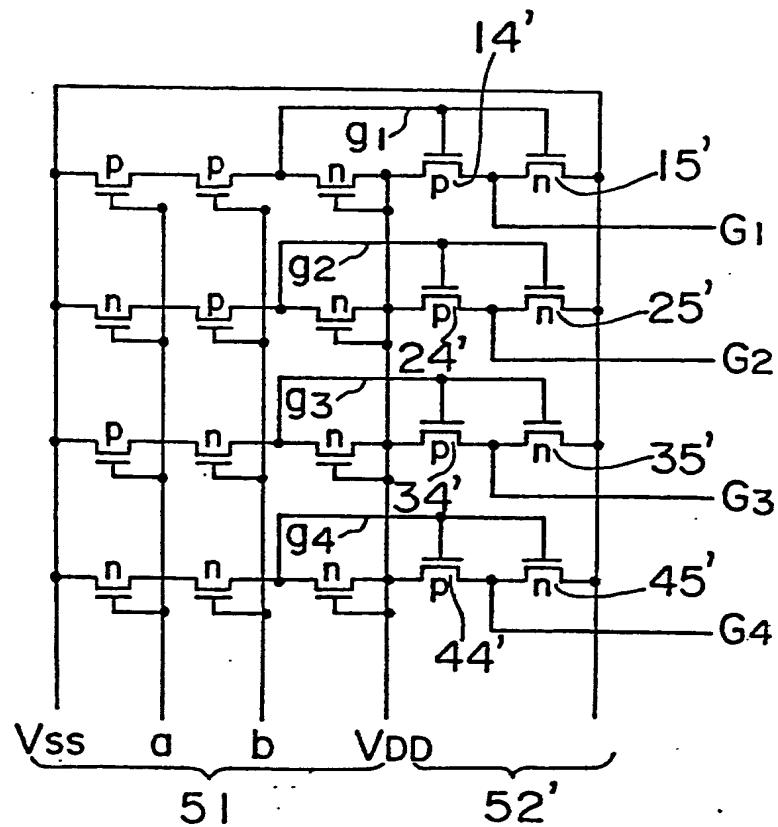 14'
g1
p p n p n 15'
G1
g2
n p n p n 25'
24'
G2
g3
p n n p n 35'
34'
G3
g4
n n n p n 45'
44'
G4
VSS a b VDD
51 52'